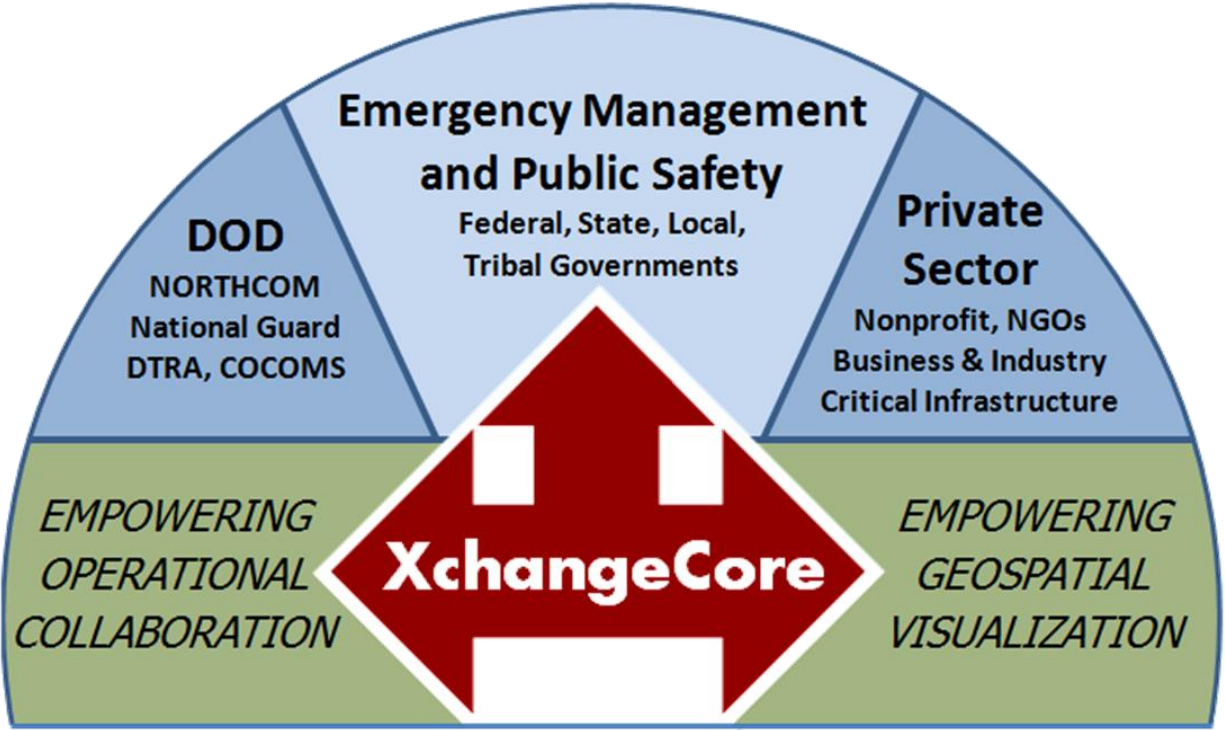 Emergency Management
and Public Safety
Federal, State, Local,
Tribal Governments
DOD
NORTHCOM
National Guard
DTRA, COCOMS
Private
Sector
Nonprofit, NGOs
Business & Industry
Critical Infrastructure
EMPOWERING
OPERATIONAL
COLLABORATION
XchangeCore
EMPOWERING
GEOSPATIAL
VISUALIZATION